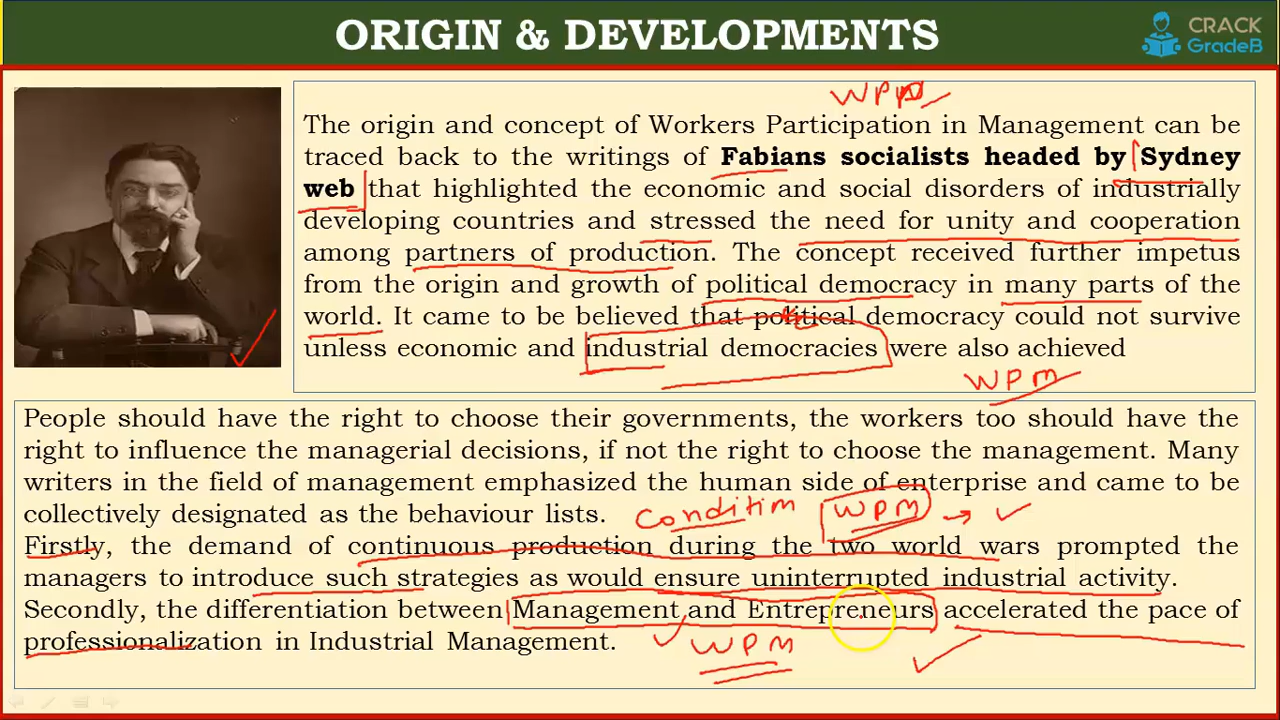 ORIGIN & DEVELOPMENTS
CRACK
GradeB
WPM
The origin and concept of Workers Participation in Management can be
traced back to the writings of Fabians socialists headed by Sydney
web that highlighted the economic and social disorders of industrially
developing countries and stressed the need for unity and cooperation
among partners of production. The concept received further impetus
from the origin and growth of political democracy in many parts of the
world. It came to be believed that political democracy could not survive
unless economic and industrial democracies were also achieved
WPM
People should have the right to choose their governments, the workers too should have the
right to influence the managerial decisions, if not the right to choose the management. Many
writers in the field of management emphasized the human side of enterprise and came to be
collectively designated as the behaviour lists.
Condition WPM
Firstly, the demand of continuous production during the two world wars prompted the
managers to introduce such strategies as would ensure uninterrupted industrial activity.
Secondly, the differentiation between Management and Entrepreneurs accelerated the pace of
professionalization in Industrial Management.
WPM